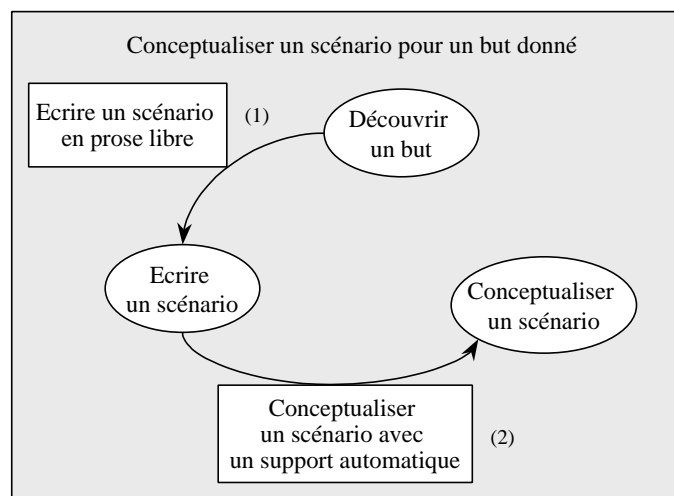 Conceptualiser un scénario pour un but donné
Ecrire un scénario
en prose libre
(1)
Découvrir
un but
Ecrire
un scénario
Conceptualiser
un scénario
Conceptualiser
un scénario avec
un support automatique
(2)